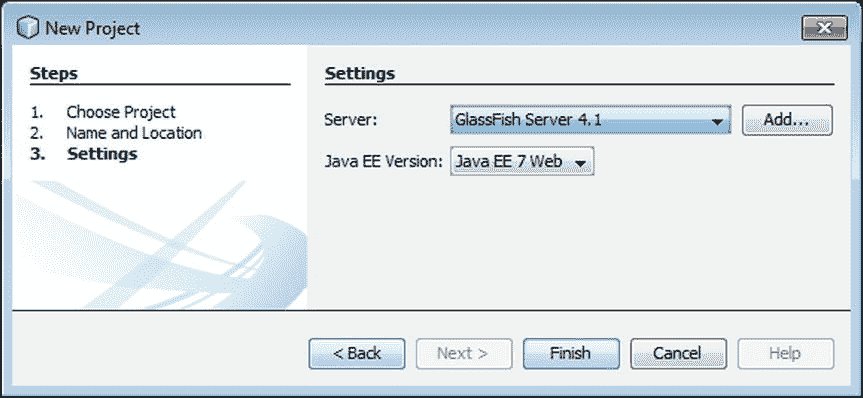 New Project
Steps
1. Choose Project
2. Name and Location
3. Settings
Settings
Server: GlassFish Server 4.1 Add...
Java EE Version: Java EE 7 Web
< Back Next > Finish Cancel Help